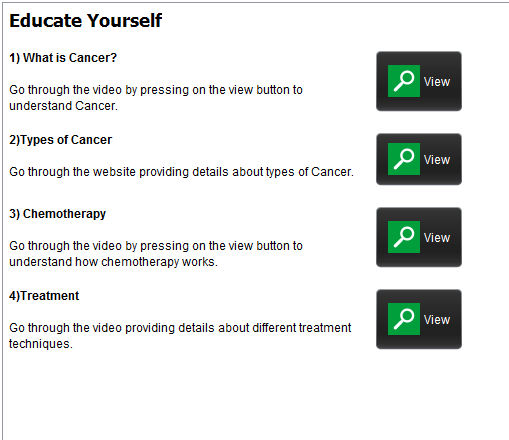 Educate Yourself
1) What is Cancer?
View
Go through the video by pressing on the view button to
understand Cancer.
2)Types of Cancer
View
Go through the website providing details about types of Cancer.
3) Chemotherapy
View
Go through the video by pressing on the view button to
understand how chemotherapy works.
4)Treatment
View
Go through the video providing details about different treatment
techniques.